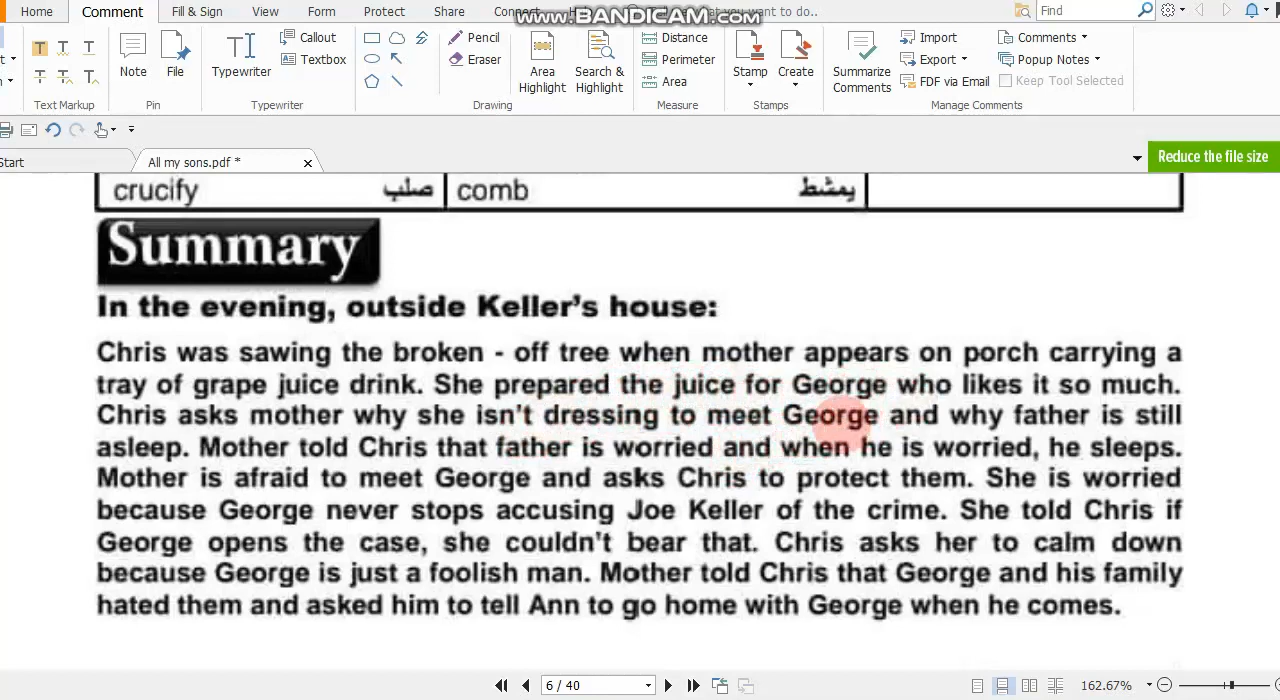 Home Comment Fill & Sign View Form Protect Share Connect to do..
www.BANDICAM.com
Find
Note File Typewriter Callout Textbox Pencil Eraser Area Highlight Search & Highlight Distance Perimeter Area Stamp Create Summarize Comments Import Export FDF via Email Comments Popup Notes Keep Tool Selected
Text Markup Pin Typewriter Drawing Measure Stamps Manage Comments
Start All my sons.pdf * Reduce the file size
crucify صلب comb يمشط
Summary
In the evening, outside Keller's house:
Chris was sawing the broken - off tree when mother appears on porch carrying a
tray of grape juice drink. She prepared the juice for George who likes it so much.
Chris asks mother why she isn't dressing to meet George and why father is still
asleep. Mother told Chris that father is worried and when he is worried, he sleeps.
Mother is afraid to meet George and asks Chris to protect them. She is worried
because George never stops accusing Joe Keller of the crime. She told Chris if
George opens the case, she couldn't bear that. Chris asks her to calm down
because George is just a foolish man. Mother told Chris that George and his family
hated them and asked him to tell Ann to go home with George when he comes.
6 / 40 162.67%